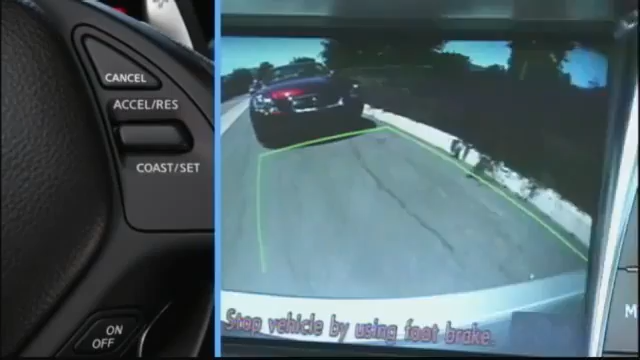 CANCEL
ACCEL/RES
COAST/SET
ON
OFF
Stop vehicle by using foot brake.
M